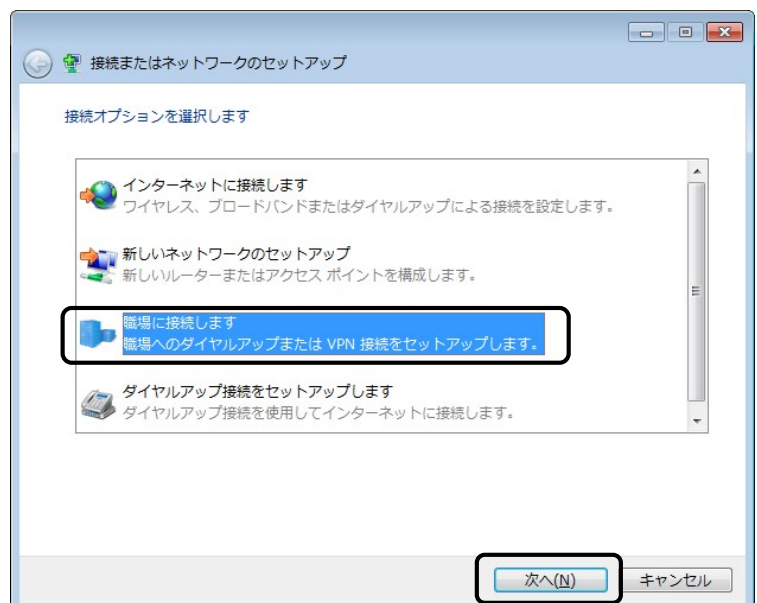 接続またはネットワークのセットアップ
接続オプションを選択します
インターネットに接続します
ワイヤレス、ブロードバンドまたはダイヤルアップによる接続を設定します。
新しいネットワークのセットアップ
新しいルーターまたはアクセス ポイントを構成します。
職場に接続します
職場へのダイヤルアップまたは VPN 接続をセットアップします。
ダイヤルアップ接続をセットアップします
ダイヤルアップ接続を使用してインターネットに接続します。
次へ(N) キャンセル